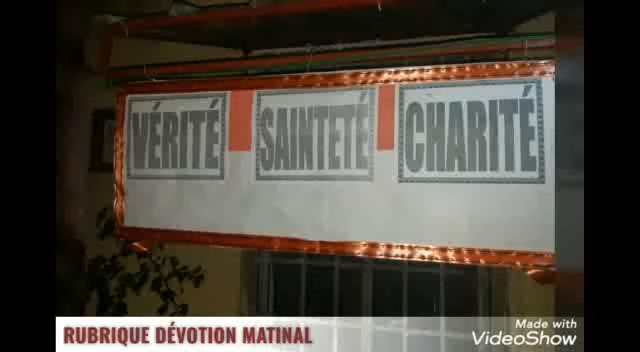 VÉRITÉ SAINTETÉ CHARITÉ
RUBRIQUE DÉVOTION MATINAL
Made with
VideoShow